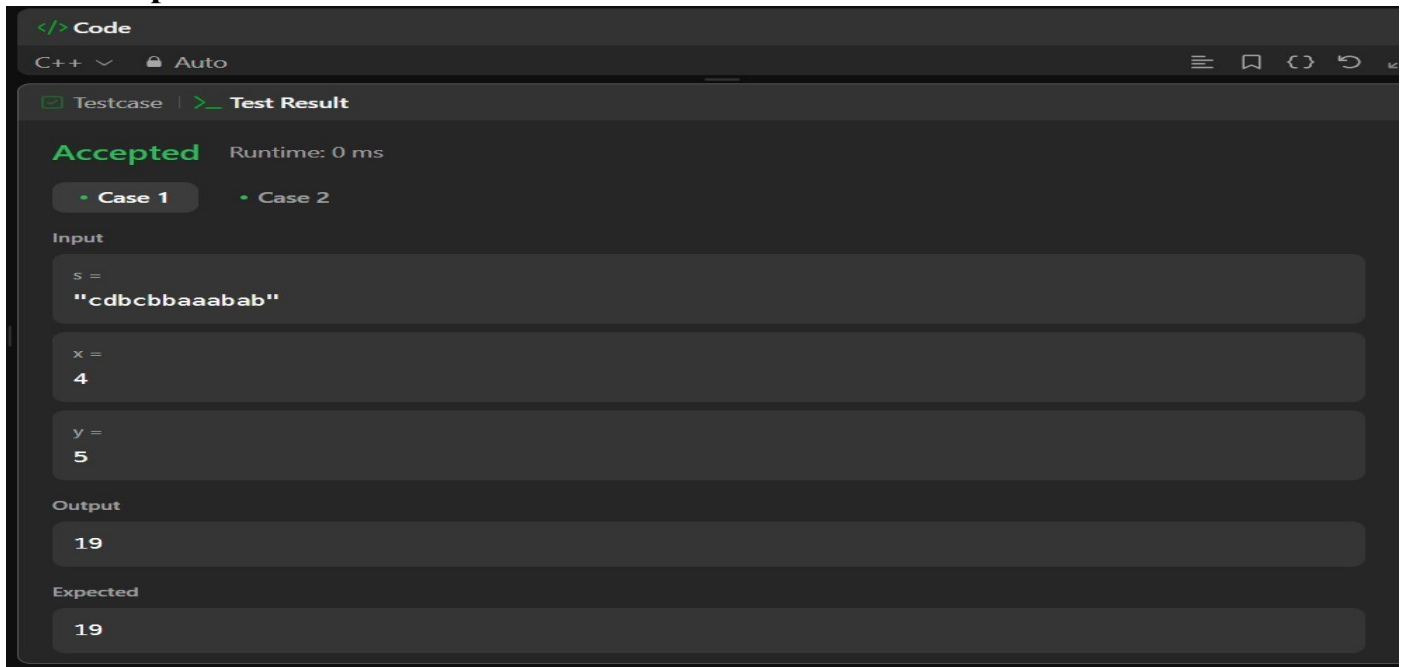 </> Code
C++ Auto
Testcase | >_ Test Result
Accepted Runtime: 0 ms
• Case 1 • Case 2
Input
s =
"cdbcbbaaabab"
x =
4
y =
5
Output
19
Expected
19